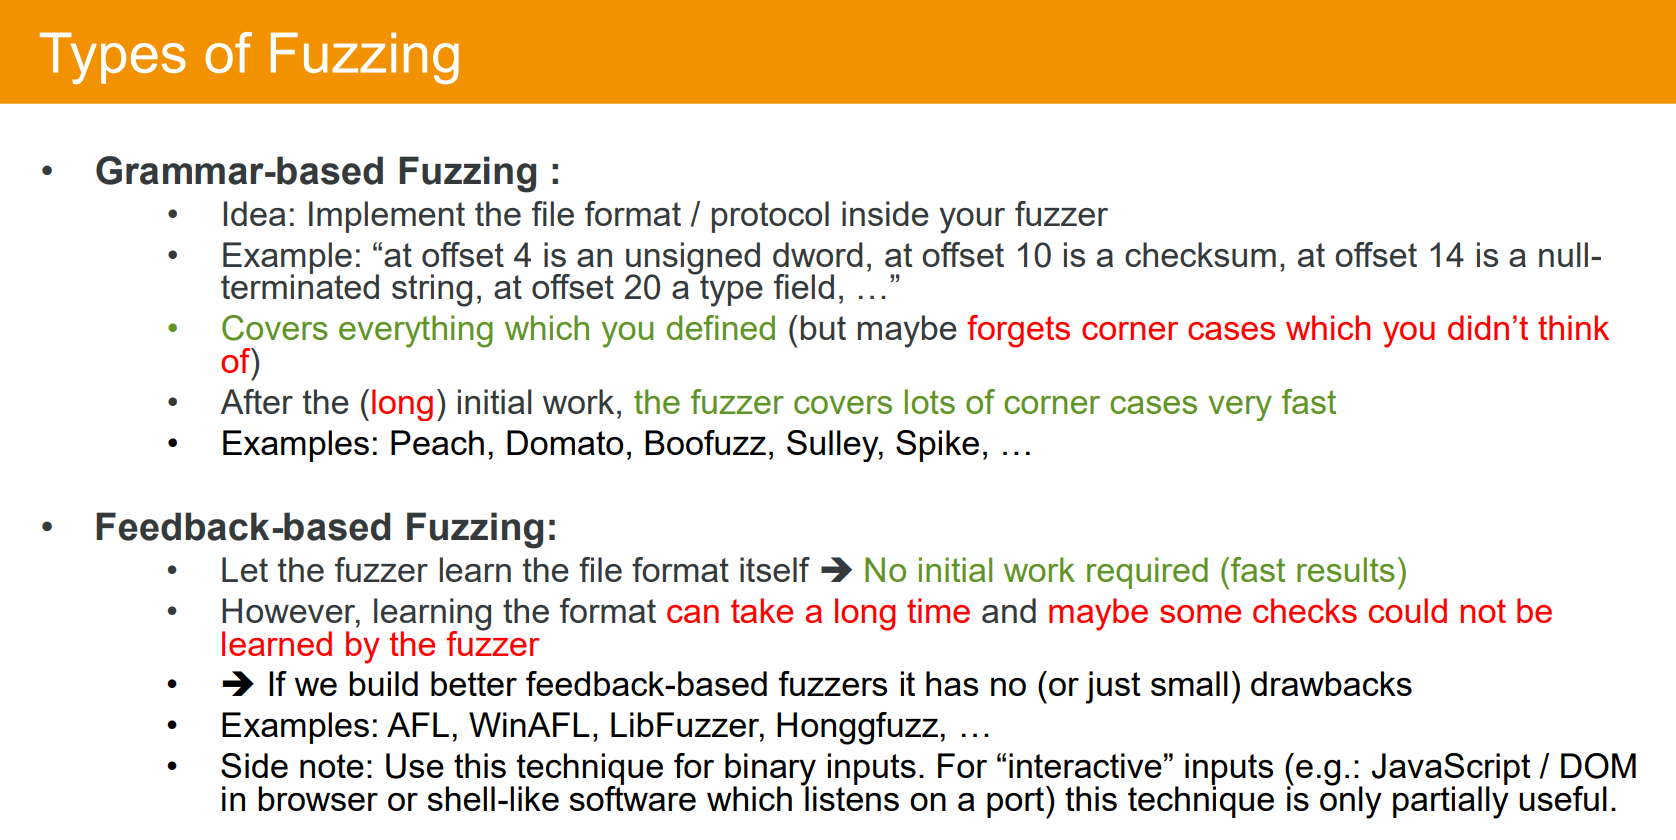 Types of Fuzzing
• Grammar-based Fuzzing :
• Idea: Implement the file format / protocol inside your fuzzer
• Example: “at offset 4 is an unsigned dword, at offset 10 is a checksum, at offset 14 is a null-
terminated string, at offset 20 a type field, …”
• Covers everything which you defined (but maybe forgets corner cases which you didn’t think
of)
• After the (long) initial work, the fuzzer covers lots of corner cases very fast
• Examples: Peach, Domato, Boofuzz, Sulley, Spike, …
• Feedback-based Fuzzing:
• Let the fuzzer learn the file format itself ➔ No initial work required (fast results)
• However, learning the format can take a long time and maybe some checks could not be
learned by the fuzzer
• ➔ If we build better feedback-based fuzzers it has no (or just small) drawbacks
• Examples: AFL, WinAFL, LibFuzzer, Honggfuzz, …
• Side note: Use this technique for binary inputs. For “interactive” inputs (e.g.: JavaScript / DOM
in browser or shell-like software which listens on a port) this technique is only partially useful.